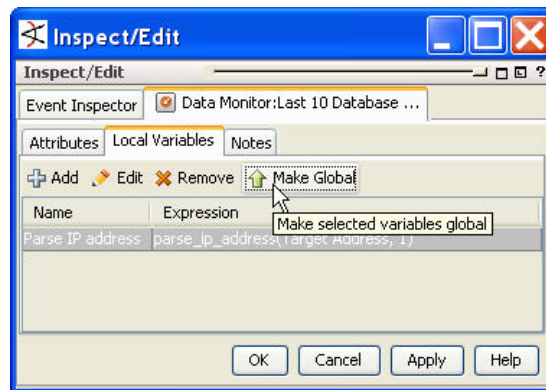 Inspect/Edit
Inspect/Edit ?
Event Inspector Data Monitor:Last 10 Database ...
Attributes Local Variables Notes
Add Edit Remove Make Global
Name Expression
Make selected variables global
Parse IP address parse_ip_address(Target Address, 1)
OK Cancel Apply Help